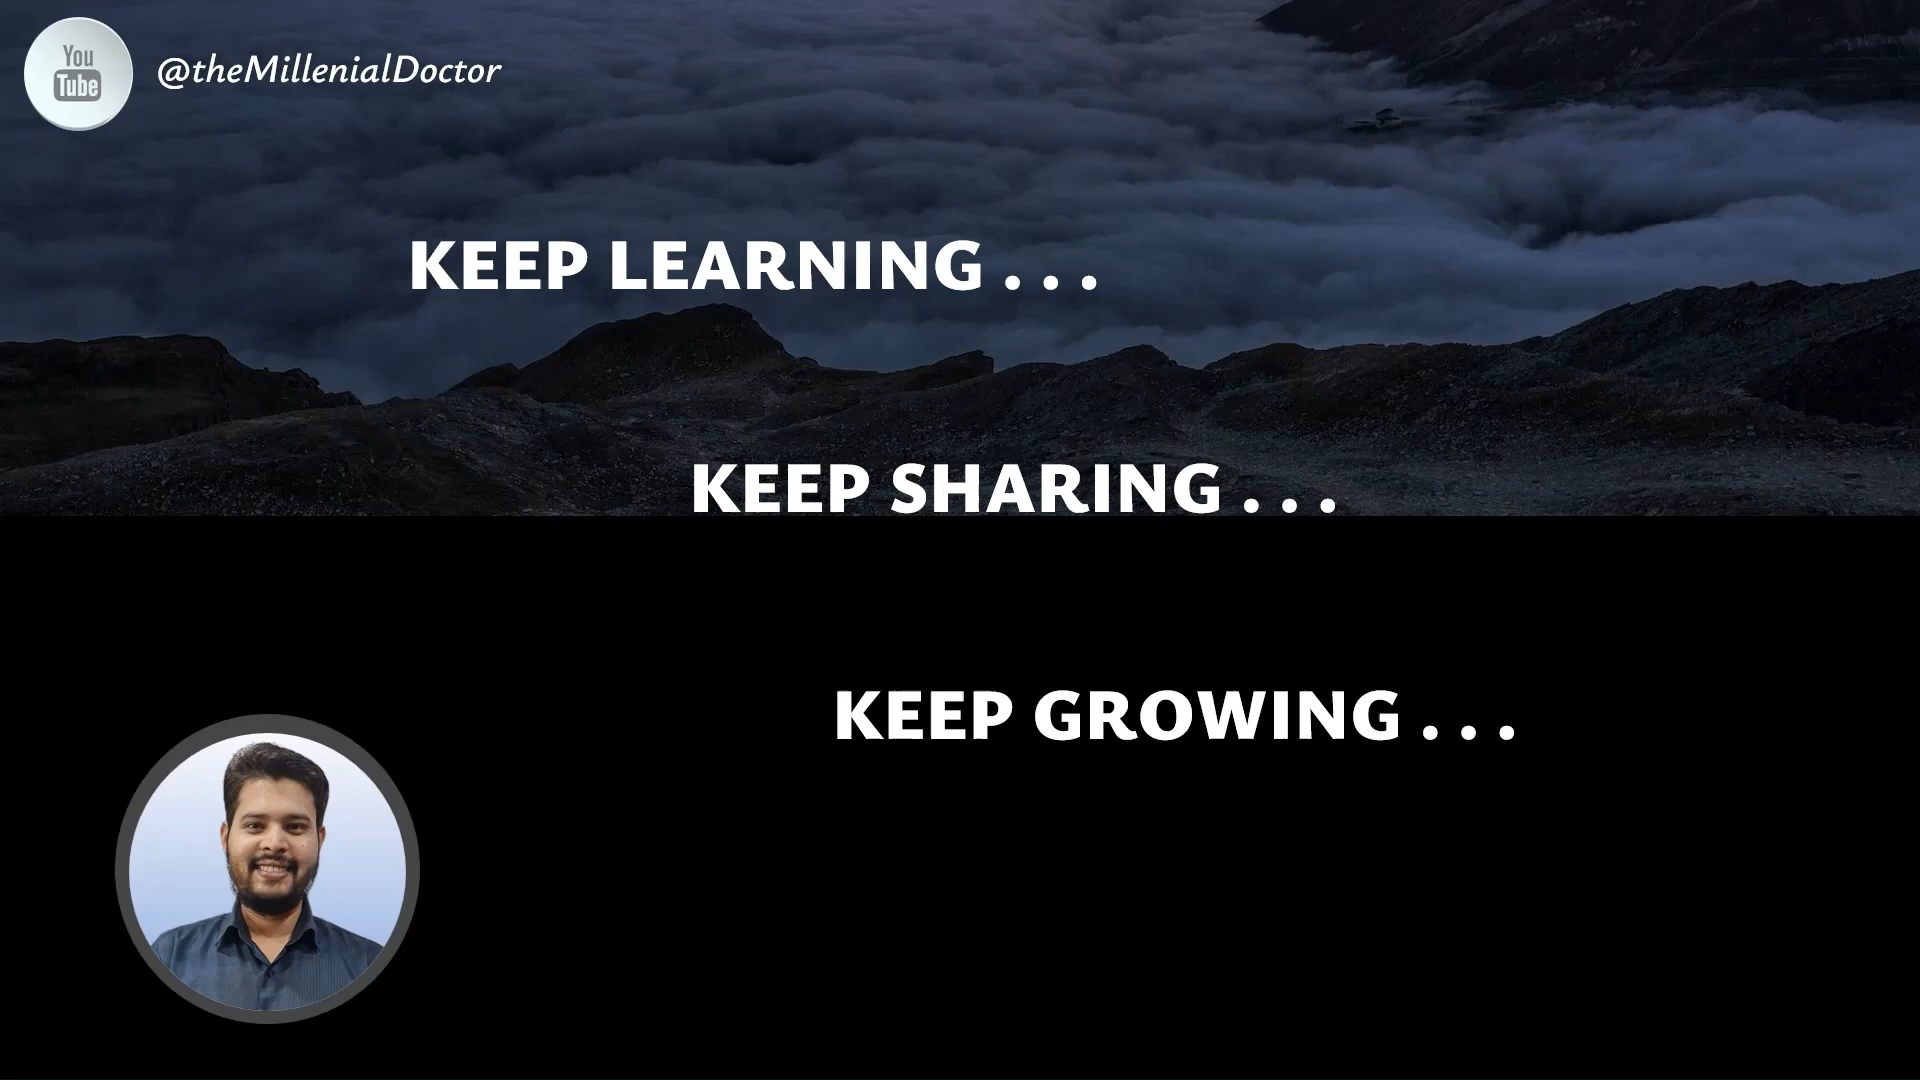 You
Tube
@theMillenialDoctor
KEEP LEARNING . . .
KEEP SHARING . . .
KEEP GROWING . . .